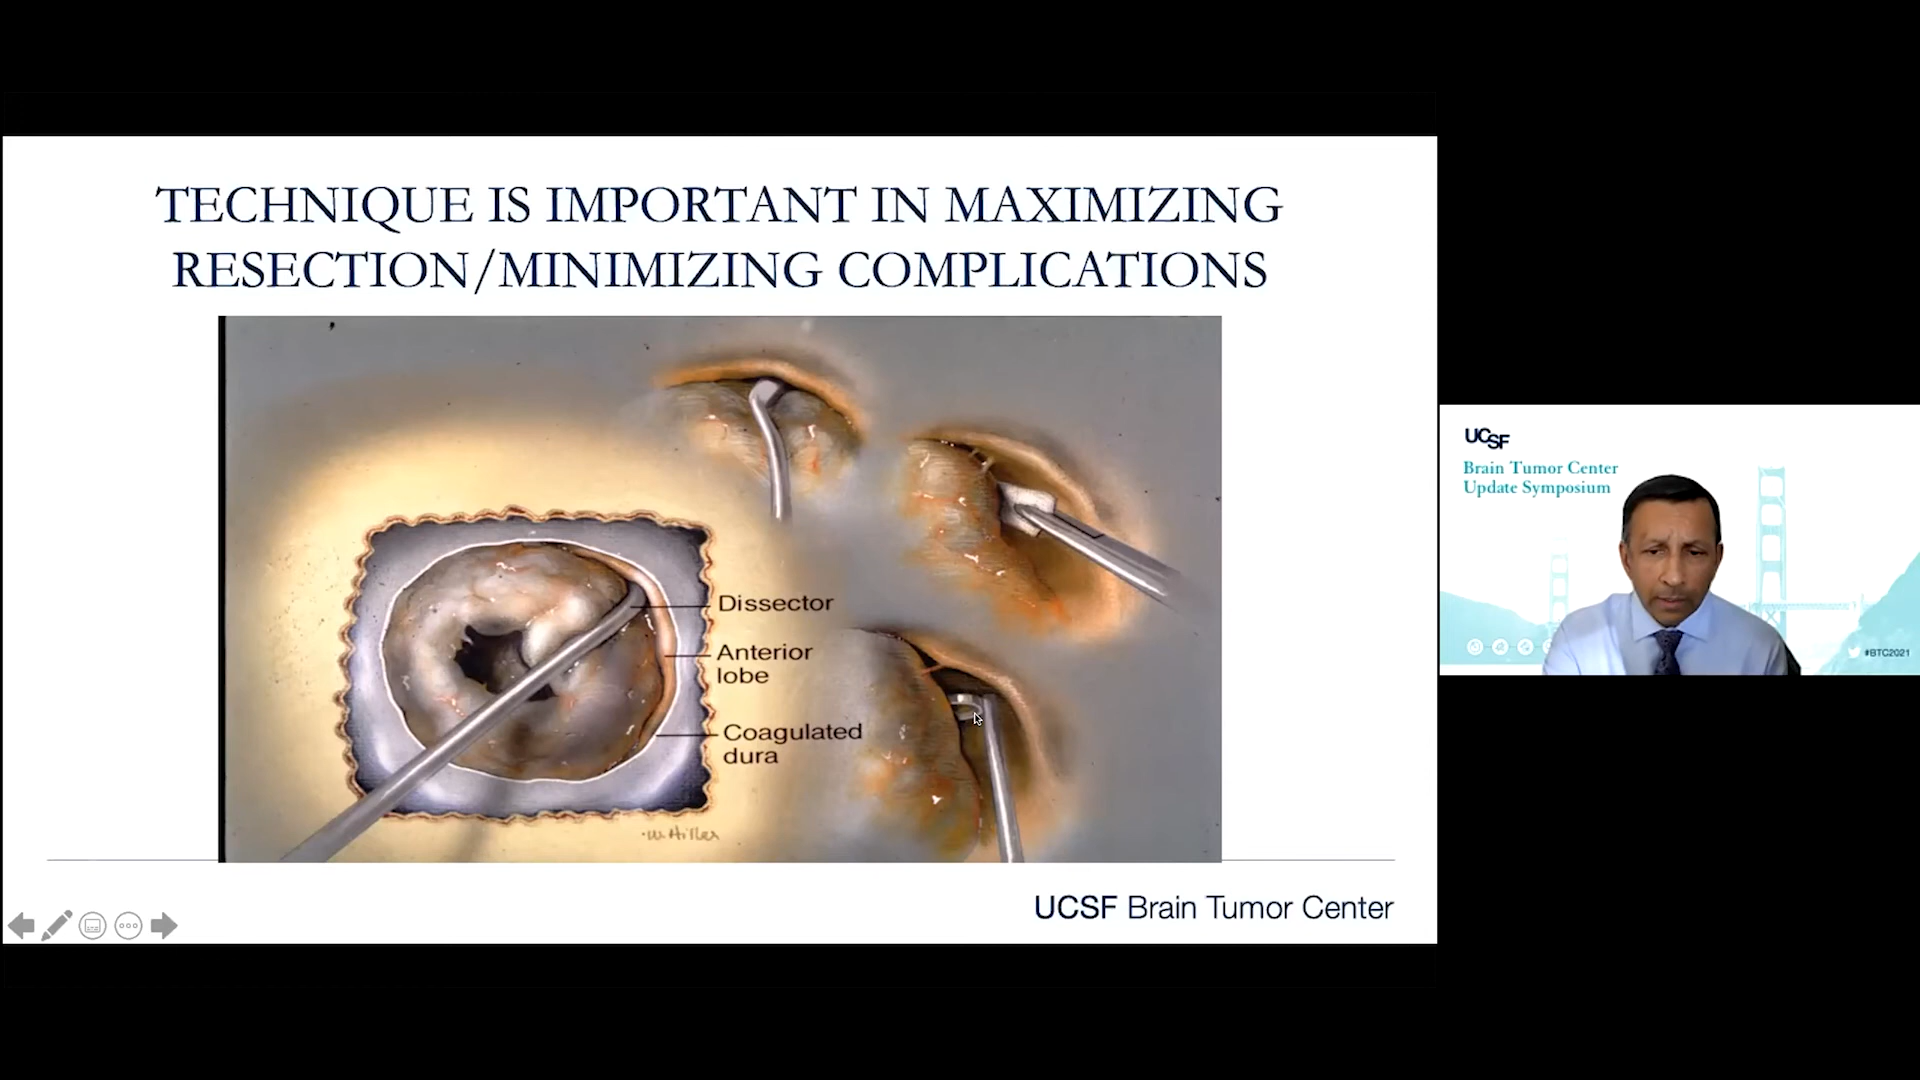 TECHNIQUE IS IMPORTANT IN MAXIMIZING
RESECTION/MINIMIZING COMPLICATIONS
Dissector
Anterior
lobe
Coagulated
dura
UCSF Brain Tumor Center
UCSF
Brain Tumor Center
Update Symposium
#BTC2021